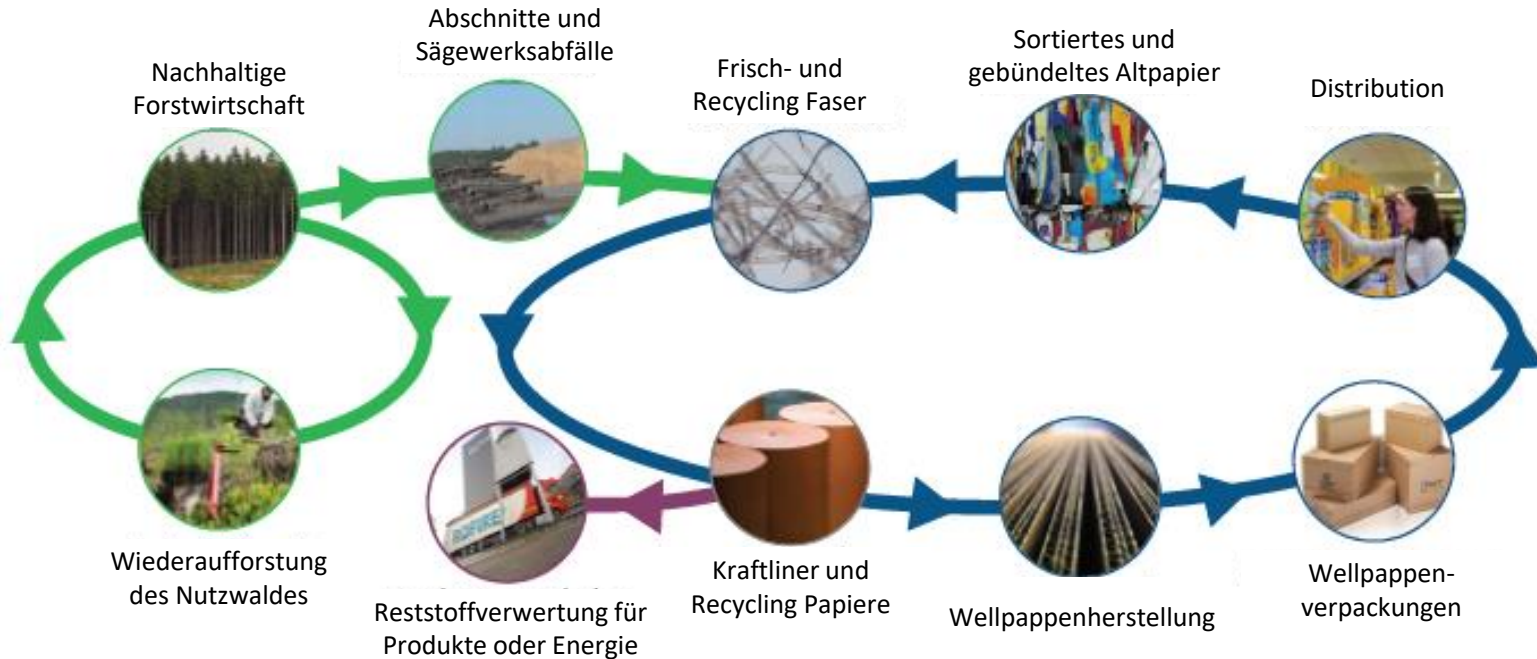 Abschnitte und
Sägewerksabfälle
Nachhaltige
Forstwirtschaft
Frisch- und
Recycling Faser
Sortiertes und
gebündeltes Altpapier
Distribution
Wiederaufforstung
des Nutzwaldes
Reststoffverwertung für
Produkte oder Energie
Kraftliner und
Recycling Papiere
Wellpappenherstellung
Wellpappen-
verpackungen